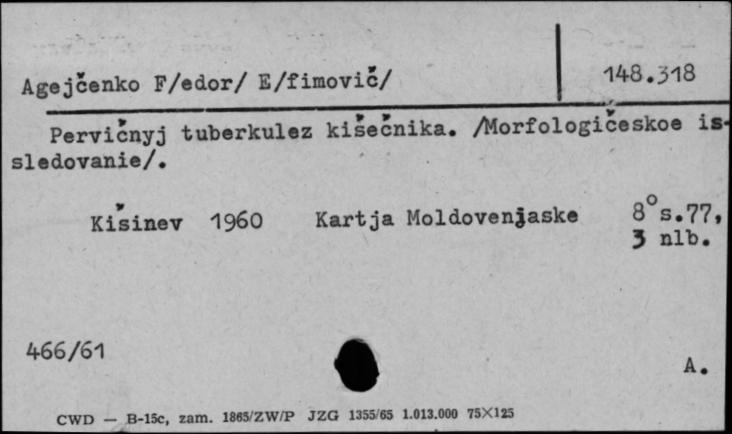 Agejčenko F/edor/ E/fimovič/
148.318
Pervičnyj tuberkulez kišečnika. /Morfologičeskoe is-
sledovanie/.
Kišinev 1960 Kartja Moldovenjaske 8° s.77,
3 nlb.
466/61
A.
CWD — B-15c, zam. 1865/ZW/P JZG 1355/65 1.013.000 75X125